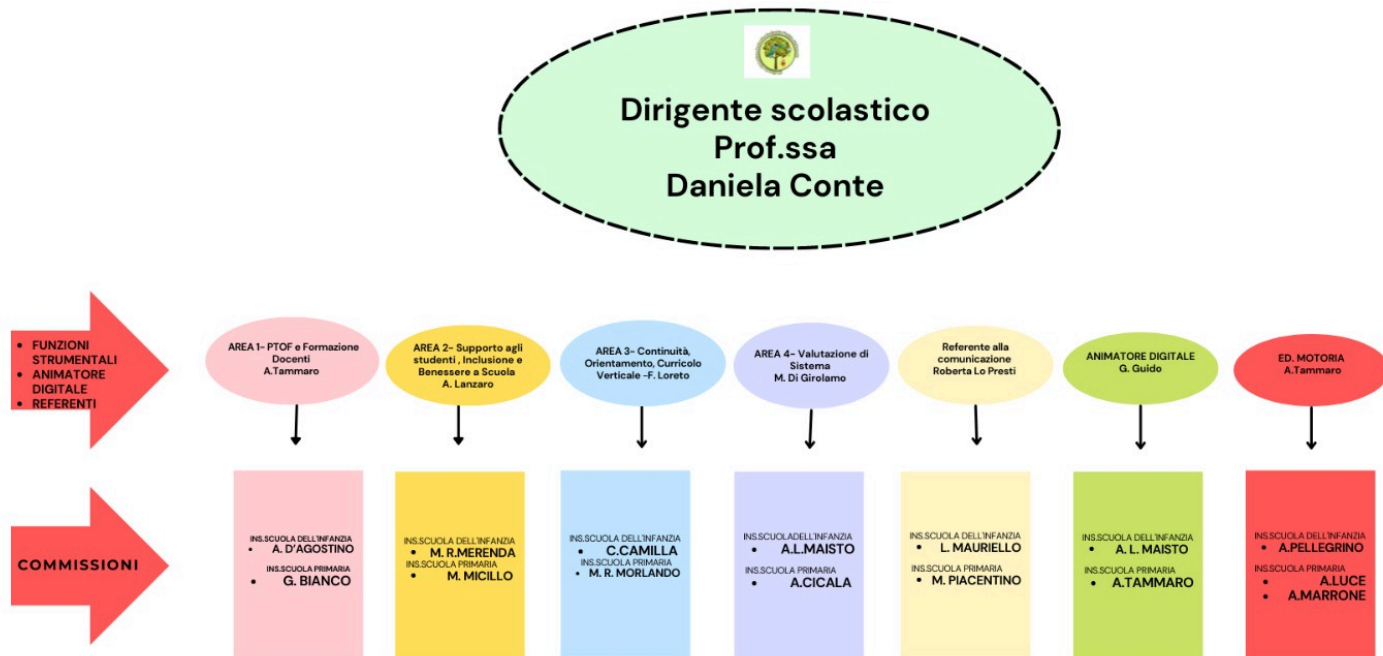 Dirigente scolastico
Prof.ssa
Daniela Conte
• FUNZIONI
STRUMENTALI
• ANIMATORE
DIGITALE
• REFERENTI
AREA 1- PTOF e Formazione
Docenti
A.Tammaro
AREA 2- Supporto agli
studenti , Inclusione e
Benessere a Scuola
A. Lanzaro
AREA 3- Continuità,
Orientamento, Curricolo
Verticale -F. Loreto
AREA 4- Valutazione di
Sistema
M. Di Girolamo
Referente alla
comunicazione
Roberta Lo Presti
ANIMATORE DIGITALE
G. Guido
ED. MOTORIA
A.Tammaro
COMMISSIONI
INS.SCUOLA DELL'INFANZIA
• A. D'AGOSTINO
INS.SCUOLA PRIMARIA
• G. BIANCO
INS.SCUOLA DELL'INFANZIA
• M. R.MERENDA
INS.SCUOLA PRIMARIA
• M. MICILLO
INS.SCUOLA DELL'INFANZIA
• C.CAMILLA
INS.SCUOLA PRIMARIA
• M. R. MORLANDO
INS.SCUOLADELL'INFANZIA
• A.L.MAISTO
INS.SCUOLA PRIMARIA
• A.CICALA
INS.SCUOLA DELL'INFANZIA
• L. MAURIELLO
INS.SCUOLA PRIMARIA
• M. PIACENTINO
INS.SCUOLA DELL'INFANZIA
• A. L. MAISTO
INS.SCUOLA PRIMARIA
• A.TAMMARO
INS.SCUOLA DELL'INFANZIA
• A.PELLEGRINO
INS.SCUOLA PRIMARIA
• A.LUCE
• A.MARRONE